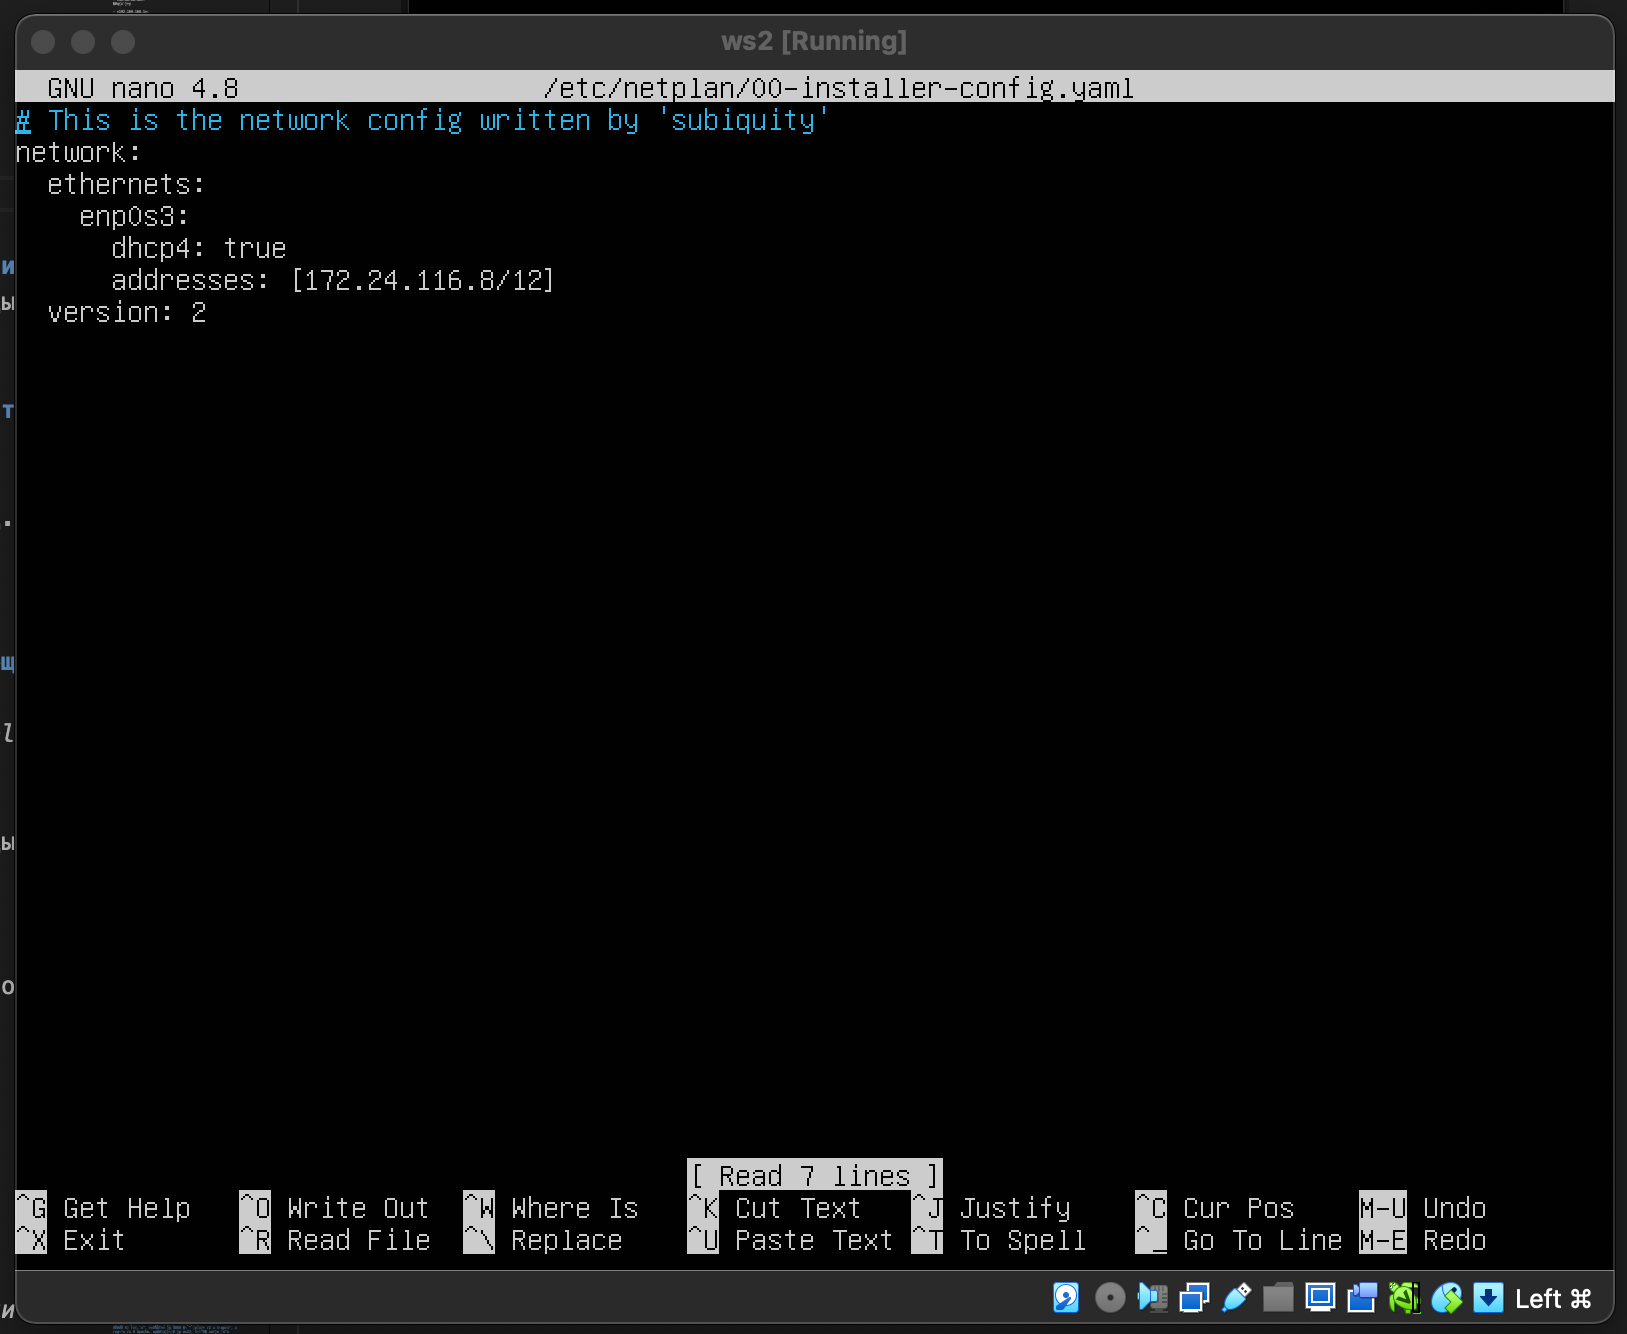 ws2 [Running]
GNU nano 4.8 /etc/netplan/00-installer-config.yaml
# This is the network config written by 'subiquity'
network:
  ethernets:
    enp0s3:
      dhcp4: true
      addresses: [172.24.116.8/12]
  version: 2
[ Read 7 lines ]
^G Get Help ^O Write Out ^W Where Is ^K Cut Text ^J Justify ^C Cur Pos M-U Undo
^X Exit ^R Read File ^\ Replace ^U Paste Text ^T To Spell ^_ Go To Line M-E Redo
Left ⌘